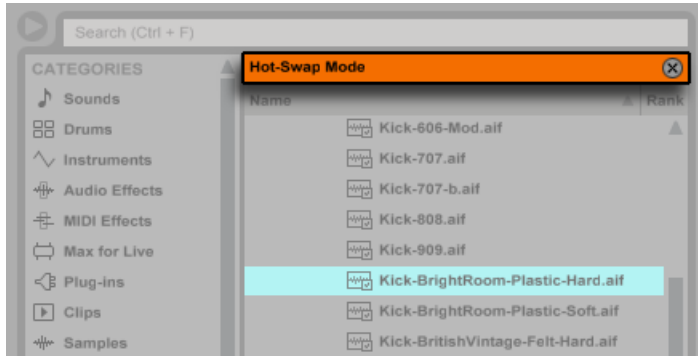 Search (Ctrl + F)
CATEGORIES
Sounds
Drums
Instruments
Audio Effects
MIDI Effects
Max for Live
Plug-ins
Clips
Samples
Hot-Swap Mode
Name Rank
Kick-606-Mod.aif
Kick-707.aif
Kick-707-b.aif
Kick-808.aif
Kick-909.aif
Kick-BrightRoom-Plastic-Hard.aif
Kick-BrightRoom-Plastic-Soft.aif
Kick-BritishVintage-Felt-Hard.aif